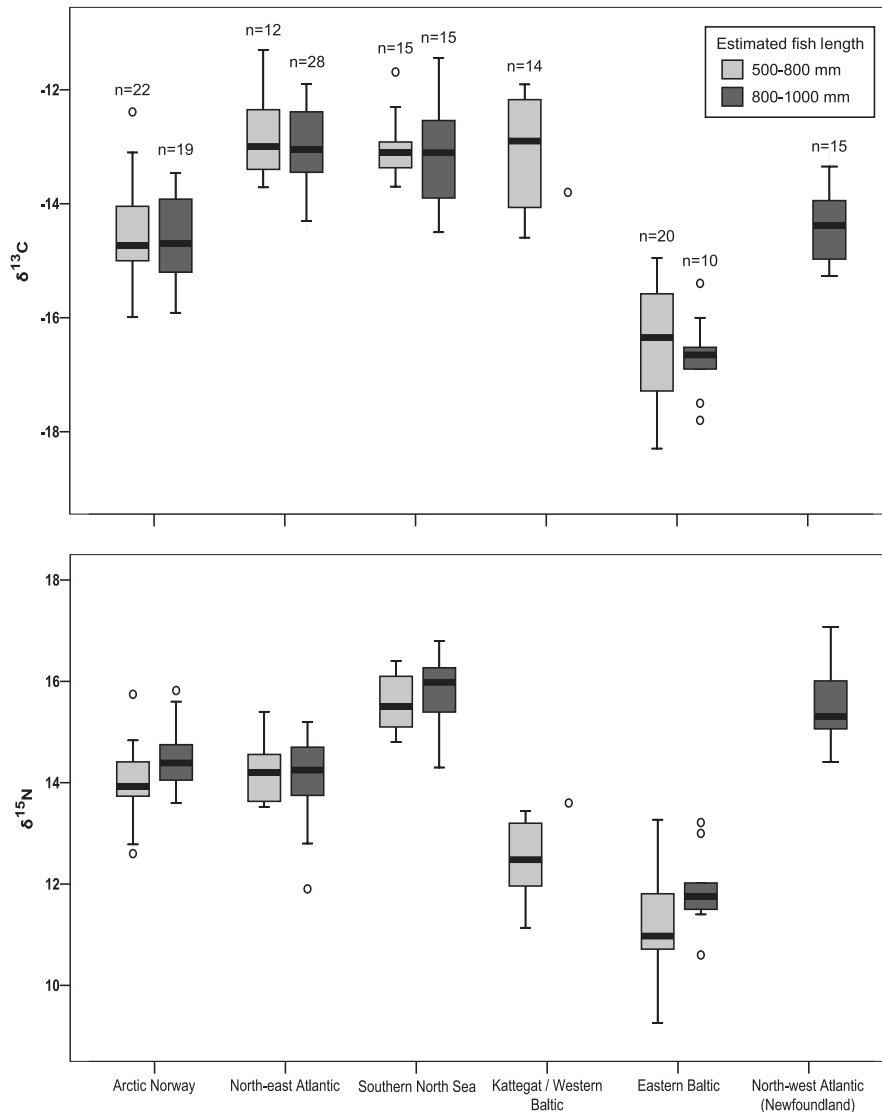 Estimated fish length
500-800 mm
800-1000 mm
n=22
n=19
n=12
n=28
n=15
n=15
n=14
n=20
n=10
n=15
-12
-14
-16
-18
δ13C
18
16
14
12
10
δ15N
Arctic Norway
North-east Atlantic
Southern North Sea
Kattegat / Western
Baltic
Eastern Baltic
North-west Atlantic
(Newfoundland)